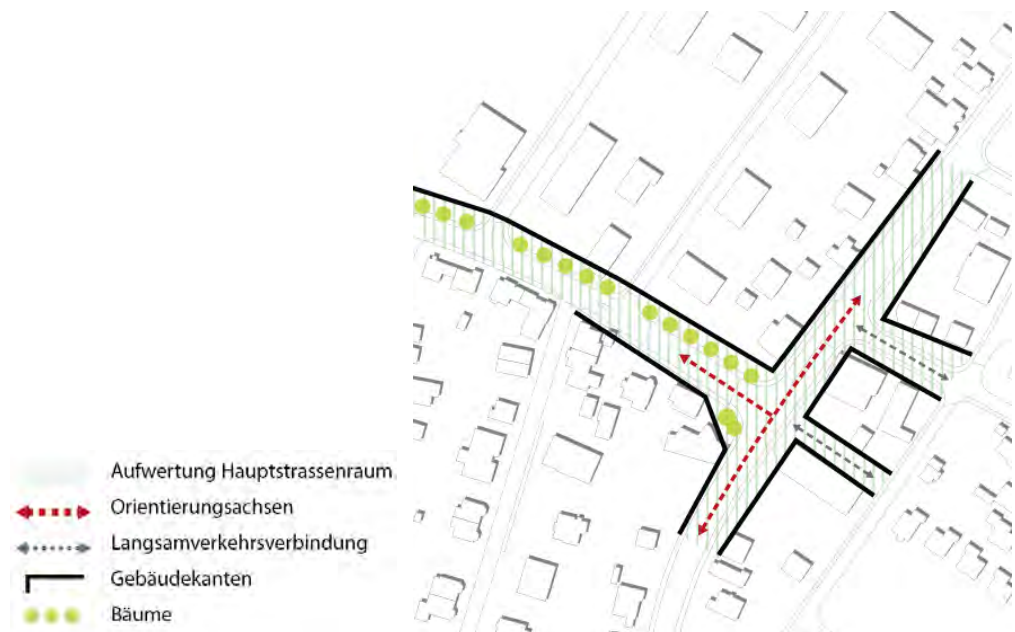 Aufwertung Hauptstrassenraum
Orientierungsachsen
Langsamverkehrsverbindung
Gebäudekanten
Bäume